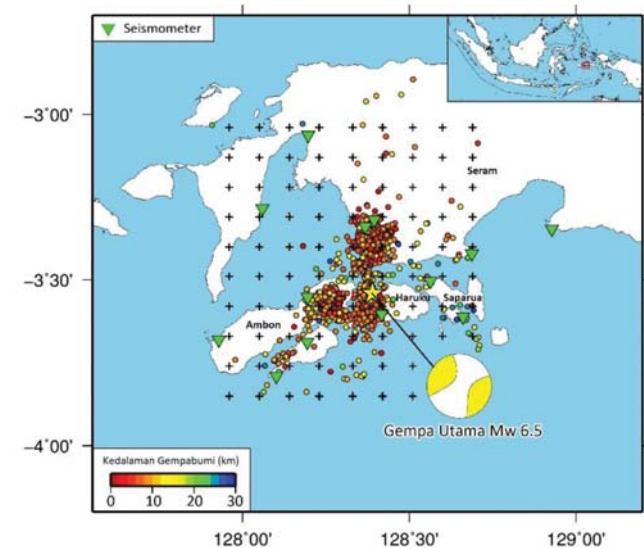 Seismometer
−3°00'
Seram
−3°30'
Haruku
Saparua
Ambon
Gempa Utama Mw 6.5
−4°00'
Kedalaman Gempabumi (km)
0 10 20 30
128°00' 128°30' 129°00'